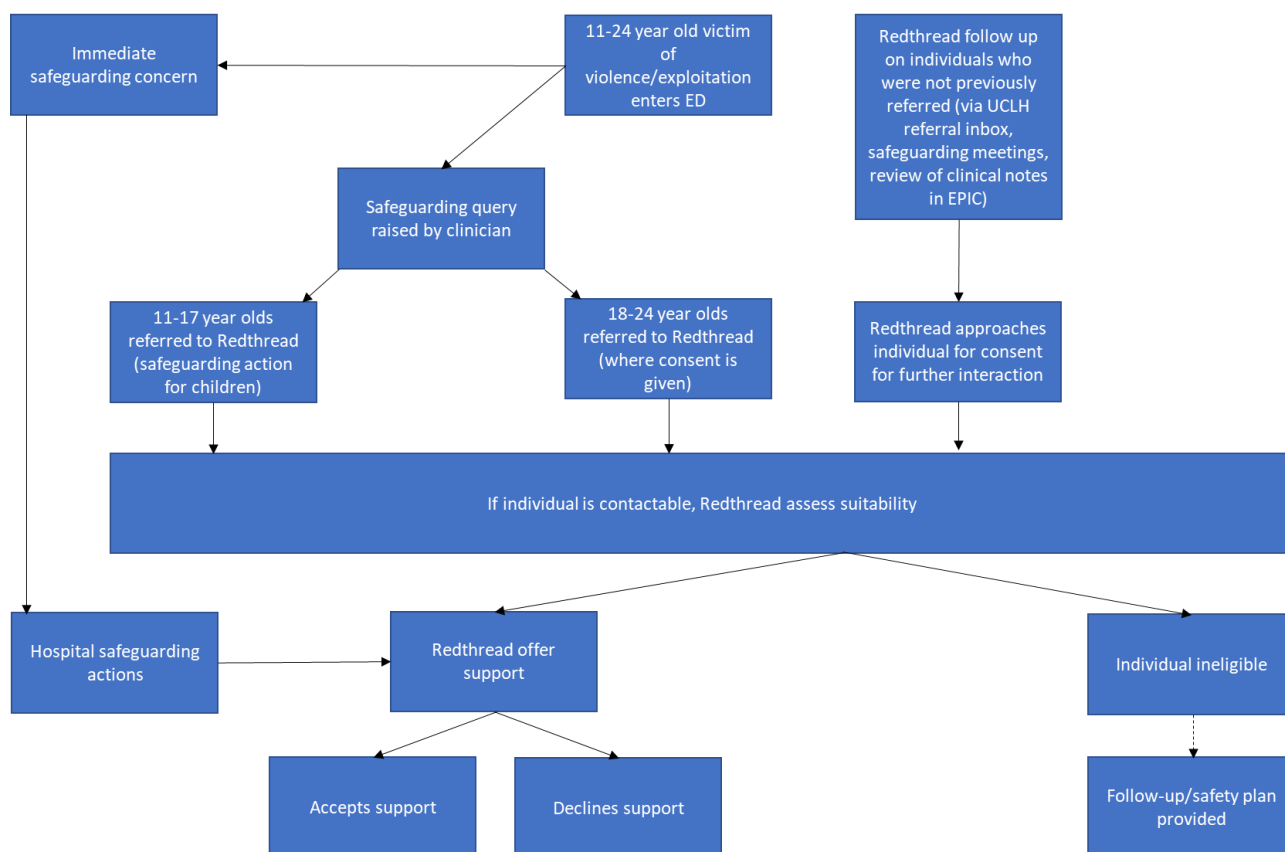 Immediate
safeguarding concern
11-24 year old victim
of
violence/exploitation
enters ED
Redthread follow up
on individuals who
were not previously
referred (via UCLH
referral inbox,
safeguarding meetings,
review of clinical notes
in EPIC)
Safeguarding query
raised by clinician
11-17 year olds
referred to Redthread
(safeguarding action
for children)
18-24 year olds
referred to Redthread
(where consent is
given)
Redthread approaches
individual for consent
for further interaction
If individual is contactable, Redthread assess suitability
Hospital safeguarding
actions
Redthread offer
support
Individual ineligible
Accepts support
Declines support
Follow-up/safety plan
provided